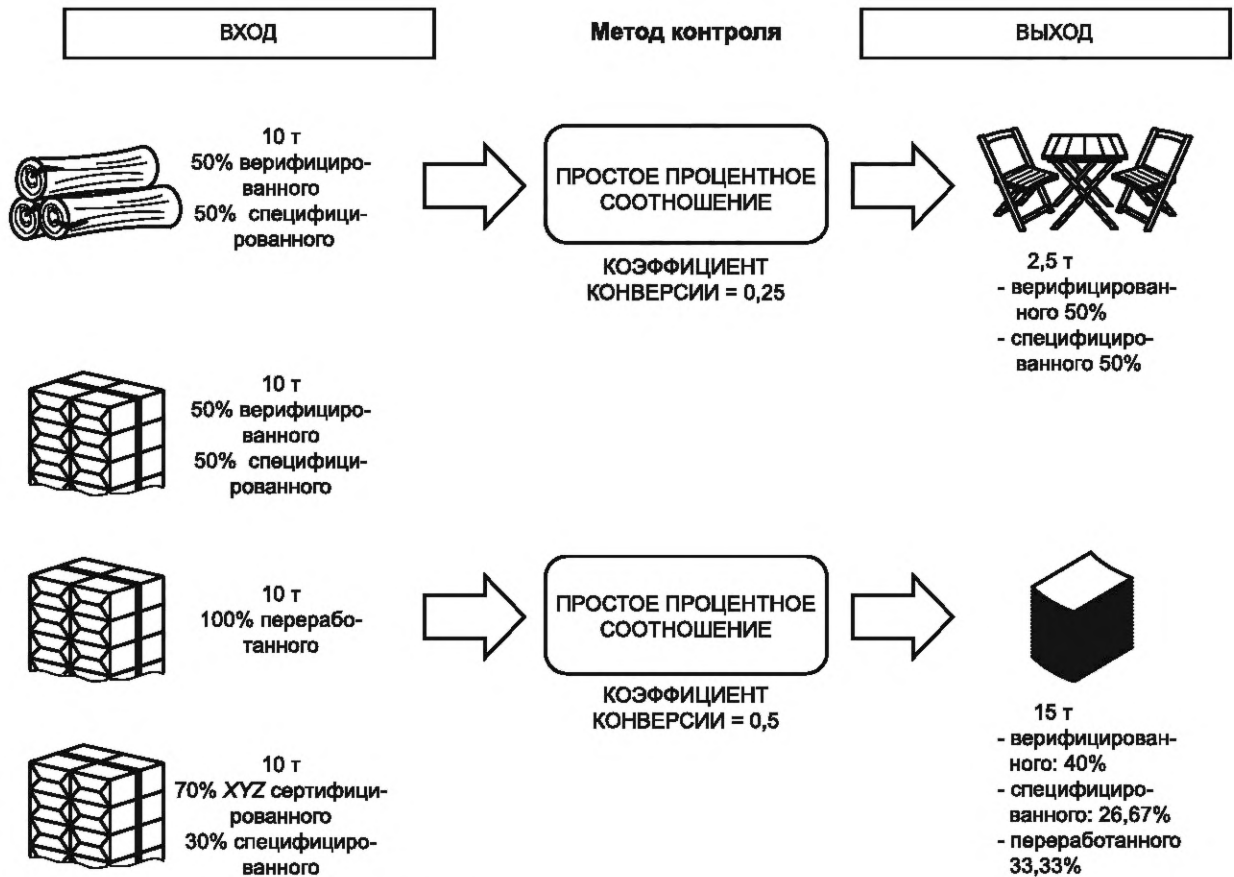 ВХОД
Метод контроля
ВЫХОД
10 т
50% верифициро-
ванного
50% специфици-
рованного
ПРОСТОЕ ПРОЦЕНТНОЕ
СООТНОШЕНИЕ
КОЭФФИЦИЕНТ
КОНВЕРСИИ = 0,25
2,5 т
- верифицирован-
ного 50%
- специфициро-
ванного 50%
10 т
50% верифициро-
ванного
50% специфици-
рованного
10 т
100% перерабо-
танного
ПРОСТОЕ ПРОЦЕНТНОЕ
СООТНОШЕНИЕ
КОЭФФИЦИЕНТ
КОНВЕРСИИ = 0,5
15 т
- верифицирован-
ного: 40%
- специфициро-
ванного: 26,67%
- переработанного
33,33%
10 т
70% XYZ сертифици-
рованного
30% специфициро-
ванного